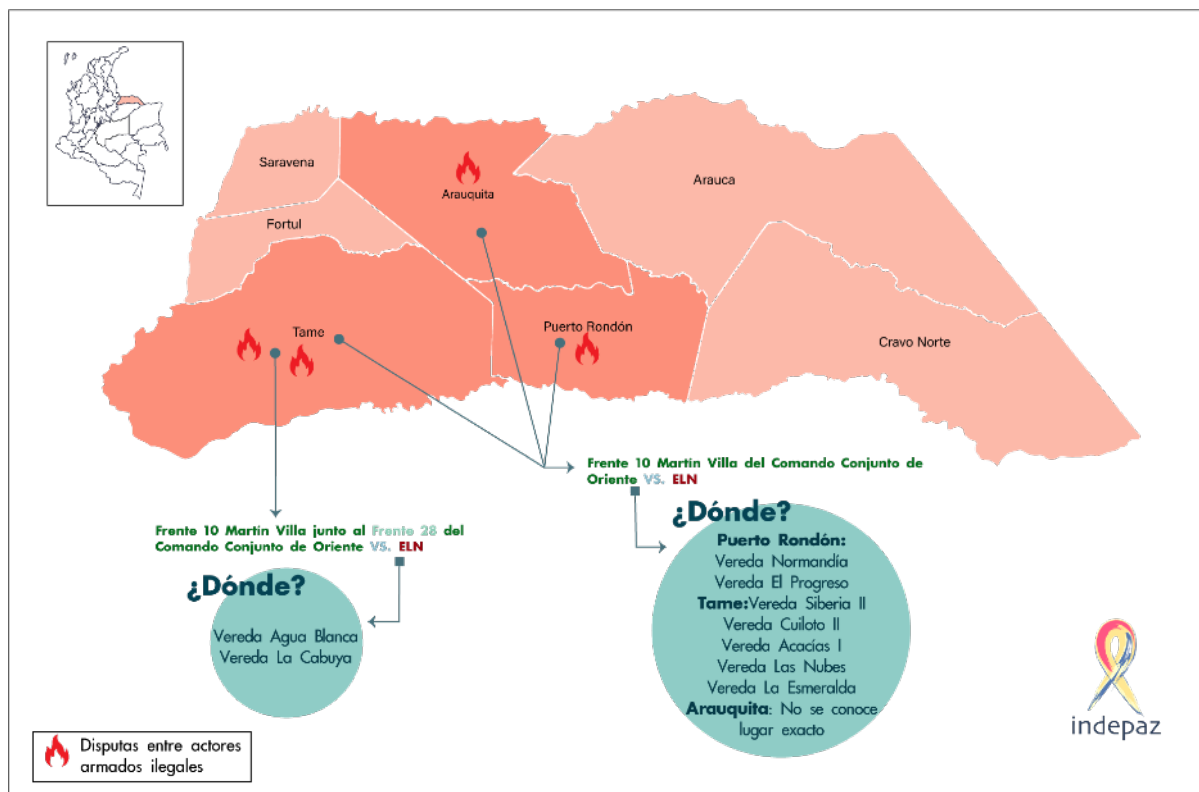 Saravena
Arauquita
Arauca
Fortul
Tame
Puerto Rondón
Cravo Norte
Frente 10 Martín Villa del Comando Conjunto de
Oriente VS. ELN
¿Dónde?
Puerto Rondón:
Vereda Normandía
Vereda El Progreso
Tame:Vereda Siberia II
Vereda Cuiloto II
Vereda Acacías I
Vereda Las Nubes
Vereda La Esmeralda
Arauquita: No se conoce
lugar exacto
Frente 10 Martín Villa junto al Frente 28 del
Comando Conjunto de Oriente VS. ELN
¿Dónde?
Vereda Agua Blanca
Vereda La Cabuya
indepaz
Disputas entre actores
armados ilegales